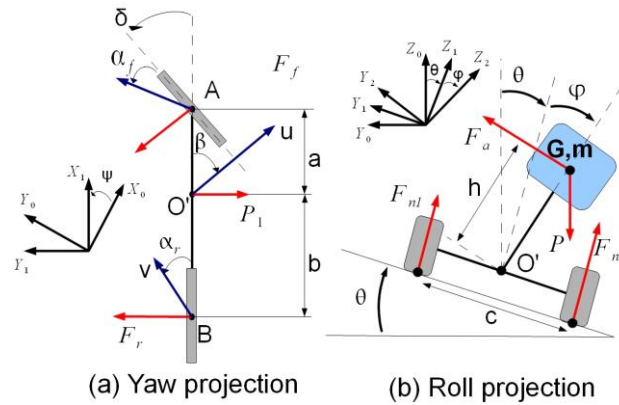 δ
α_f
A
F_f
u
β
a
X_1
ψ
X_0
Y_0
Y_1
O'
P_1
α_r
v
b
F_r
B
(a) Yaw projection
Z_0
Z_1
Z_2
θ
φ
Y_2
Y_1
Y_0
θ
φ
F_a
G,m
h
F_nl
P
F_n
O'
θ
c
(b) Roll projection